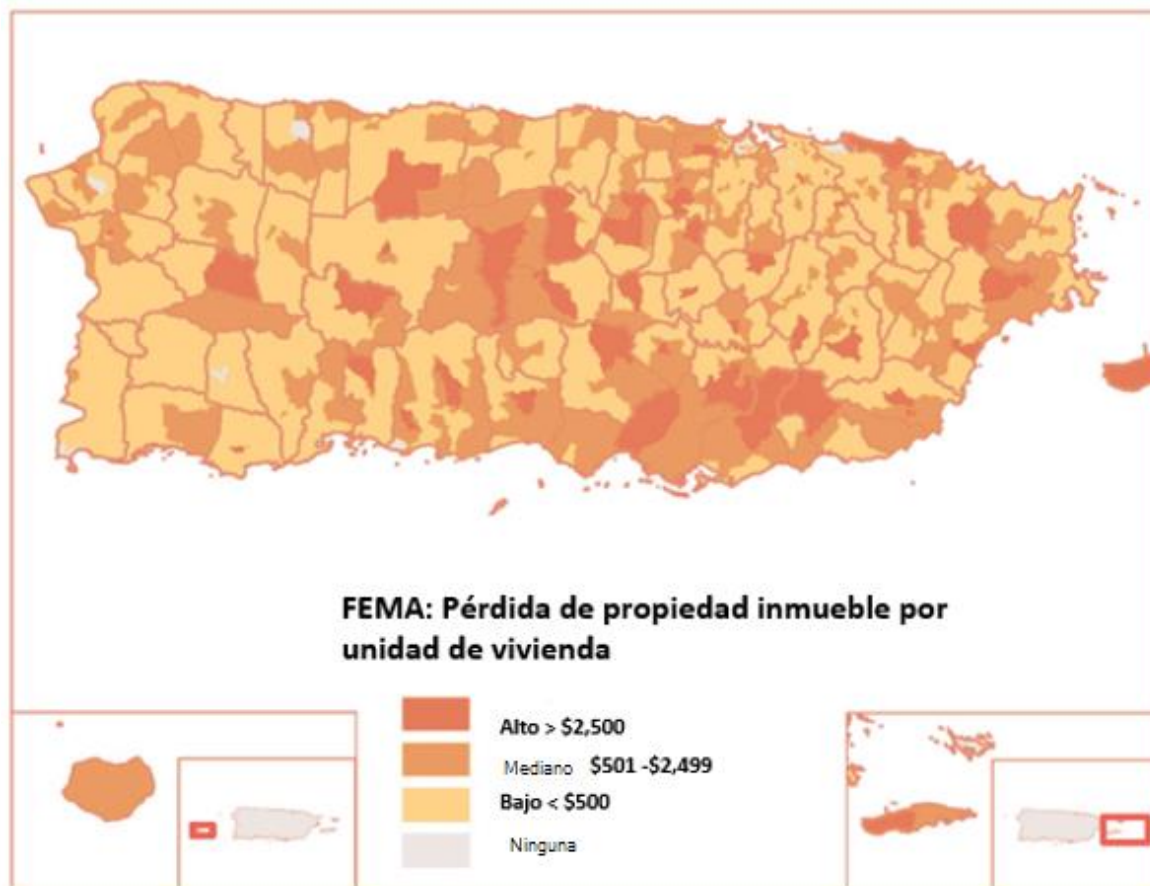 FEMA: Pérdida de propiedad inmueble por
unidad de vivienda
Alto > $2,500
Mediano $501 -$2,499
Bajo < $500
Ninguna